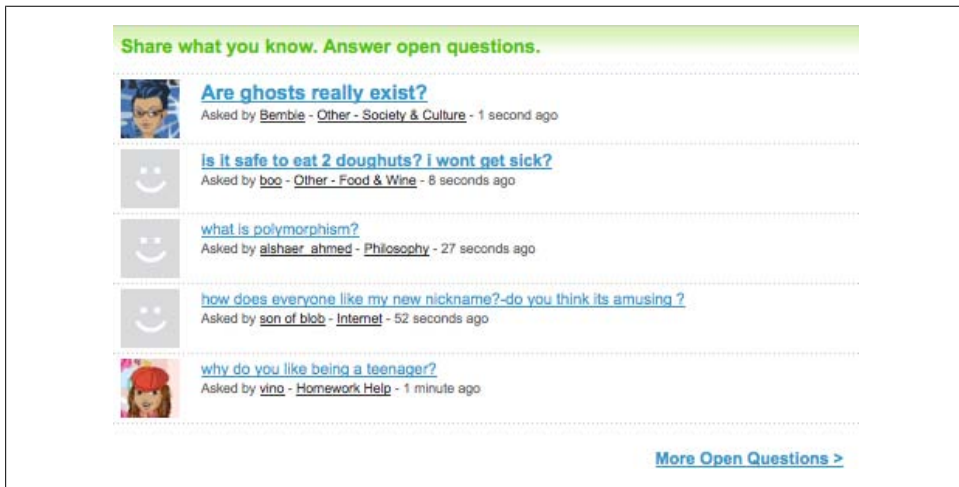 Share what you know. Answer open questions.
Are ghosts really exist?
Asked by Bembie - Other - Society & Culture - 1 second ago
is it safe to eat 2 doughuts? i wont get sick?
Asked by boo - Other - Food & Wine - 8 seconds ago
what is polymorphism?
Asked by alshaer_ahmed - Philosophy - 27 seconds ago
how does everyone like my new nickname?-do you think its amusing ?
Asked by son of blob - Internet - 52 seconds ago
why do you like being a teenager?
Asked by vino - Homework Help - 1 minute ago
More Open Questions >